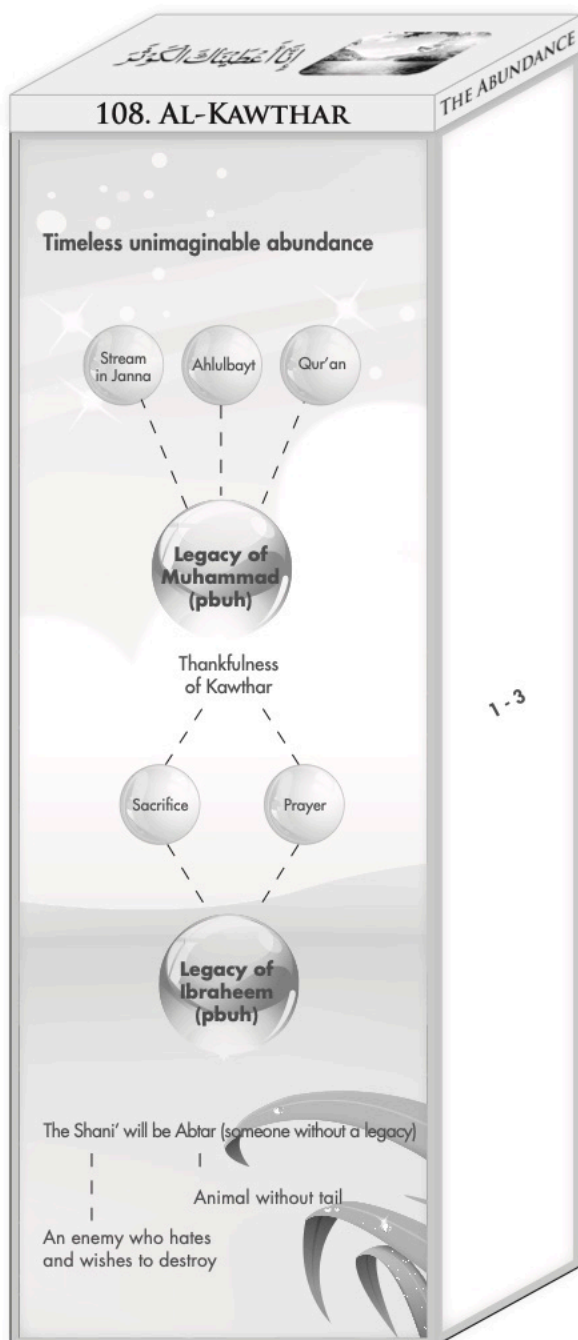 إِنَّا أَعْطَيْنَاكَ الْكَوْثَرَ
108. AL-KAWTHAR
THE ABUNDANCE
Timeless unimaginable abundance
Stream
in Janna
Ahlulbayt
Qur'an
Legacy of
Muhammad
(pbuh)
Thankfulness
of Kawthar
1 - 3
Sacrifice
Prayer
Legacy of
Ibraheem
(pbuh)
The Shani' will be Abtar (someone without a legacy)
Animal without tail
An enemy who hates
and wishes to destroy